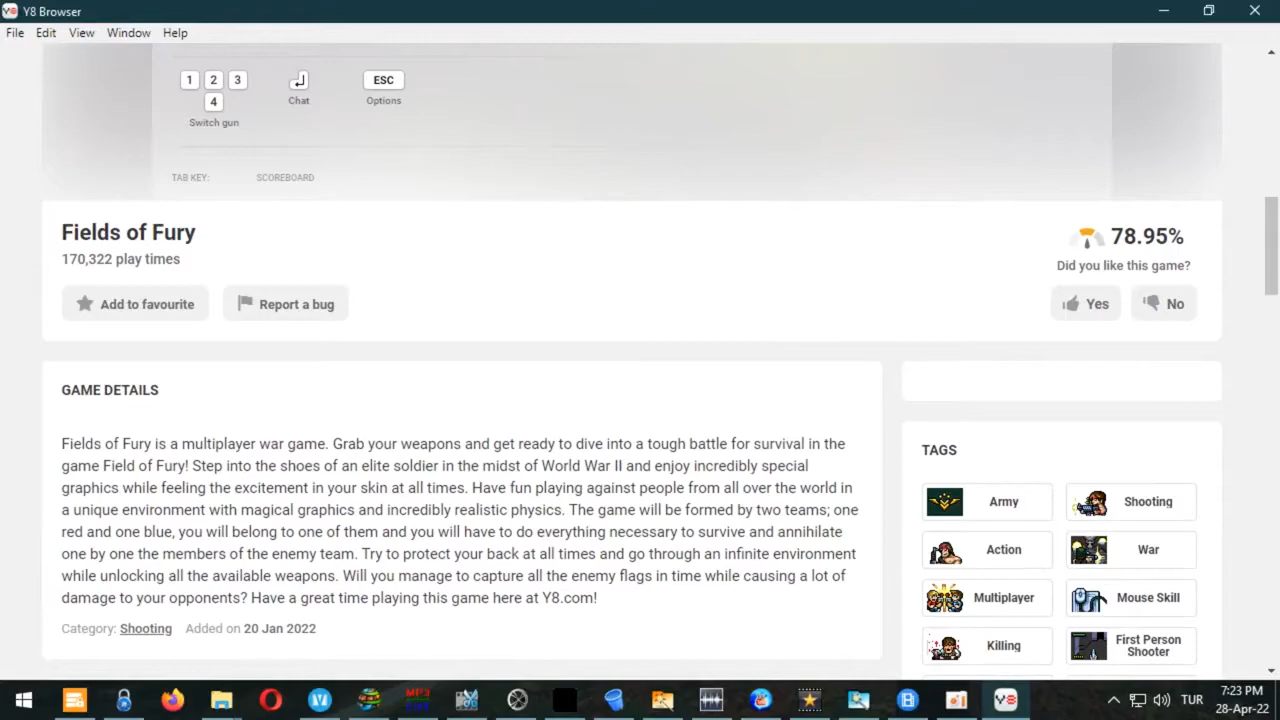 Y8 Browser
File Edit View Window Help
1 2 3
ESC
4
Chat
Options
Switch gun
TAB KEY: SCOREBOARD
Fields of Fury
170,322 play times
78.95%
Did you like this game?
Add to favourite
Report a bug
Yes
No
GAME DETAILS
Fields of Fury is a multiplayer war game. Grab your weapons and get ready to dive into a tough battle for survival in the
game Field of Fury! Step into the shoes of an elite soldier in the midst of World War II and enjoy incredibly special
graphics while feeling the excitement in your skin at all times. Have fun playing against people from all over the world in
a unique environment with magical graphics and incredibly realistic physics. The game will be formed by two teams; one
red and one blue, you will belong to one of them and you will have to do everything necessary to survive and annihilate
one by one the members of the enemy team. Try to protect your back at all times and go through an infinite environment
while unlocking all the available weapons. Will you manage to capture all the enemy flags in time while causing a lot of
damage to your opponents? Have a great time playing this game here at Y8.com!
Category: Shooting Added on 20 Jan 2022
TAGS
Army
Shooting
Action
War
Multiplayer
Mouse Skill
Killing
First Person
Shooter
MP3
TUR
7:23 PM
28-Apr-22